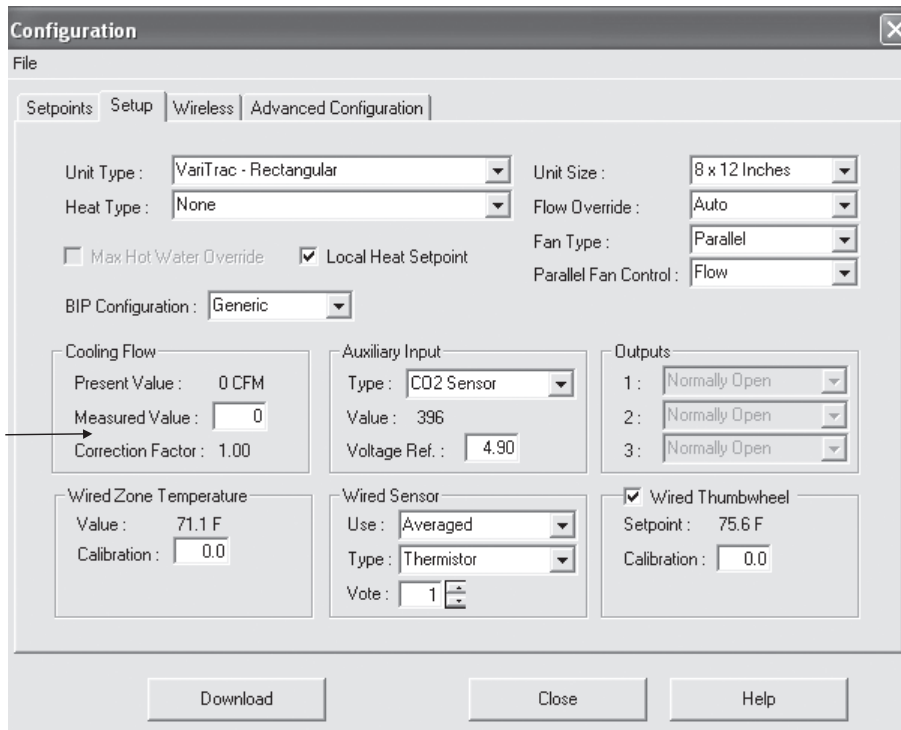 Configuration
File
Setpoints Setup Wireless Advanced Configuration
Unit Type : VariTrac - Rectangular
Unit Size : 8 x 12 Inches
Heat Type : None
Flow Override : Auto
Fan Type : Parallel
Max Hot Water Override Local Heat Setpoint
Parallel Fan Control : Flow
BIP Configuration : Generic
Cooling Flow
Present Value : 0 CFM
Measured Value : 0
Correction Factor : 1.00
Auxiliary Input
Type : CO2 Sensor
Value : 396
Voltage Ref. : 4.90
Outputs
1 : Normally Open
2 : Normally Open
3 : Normally Open
Wired Zone Temperature
Value : 71.1 F
Calibration : 0.0
Wired Sensor
Use : Averaged
Type : Thermistor
Vote : 1
Wired Thumbwheel
Setpoint : 75.6 F
Calibration : 0.0
Download Close Help